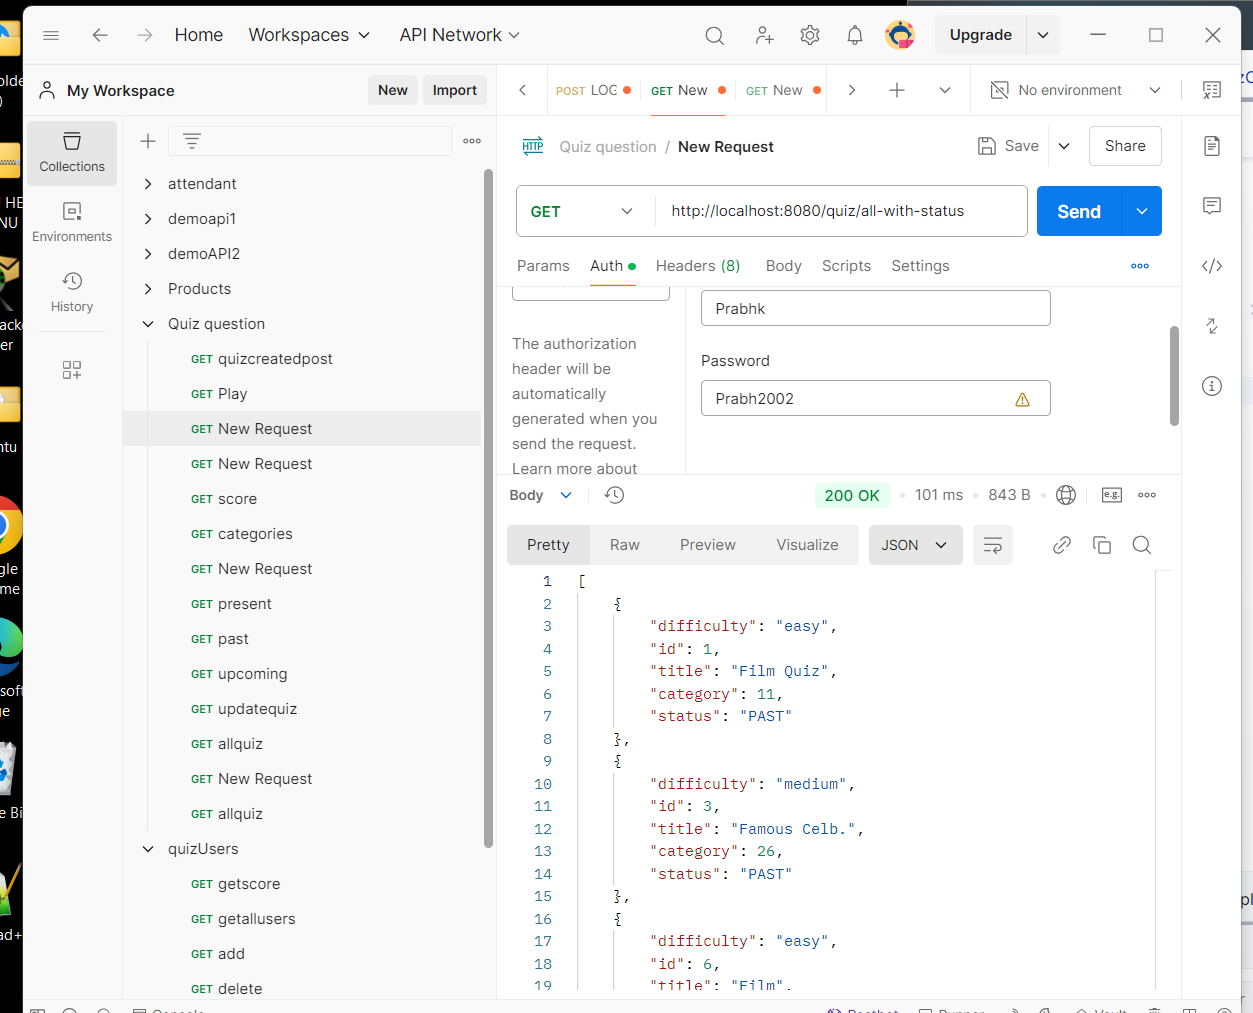 Home
Workspaces
API Network
Upgrade
My Workspace
New
Import
POST LOG
GET New
GET New
No environment
Collections
Environments
History
attendant
demoapi1
demoAPI2
Products
Quiz question
GET quizcreatedpost
GET Play
GET New Request
GET New Request
GET score
GET categories
GET New Request
GET present
GET past
GET upcoming
GET updatequiz
GET allquiz
GET New Request
GET allquiz
quizUsers
GET getscore
GET getallusers
GET add
GET delete
HTTP Quiz question / New Request
Save
Share
GET
http://localhost:8080/quiz/all-with-status
Send
Params
Auth
Headers (8)
Body
Scripts
Settings
The authorization
header will be
automatically
generated when you
send the request.
Learn more about
Prabhk
Password
Prabh2002
Body
200 OK
101 ms
843 B
e.g.
Pretty
Raw
Preview
Visualize
JSON
1 [
2 {
3 "difficulty": "easy",
4 "id": 1,
5 "title": "Film Quiz",
6 "category": 11,
7 "status": "PAST"
8 },
9 {
10 "difficulty": "medium",
11 "id": 3,
12 "title": "Famous Celb.",
13 "category": 26,
14 "status": "PAST"
15 },
16 {
17 "difficulty": "easy",
18 "id": 6,
19 "title": "Film",
Console
Postbot
Runner
Vault